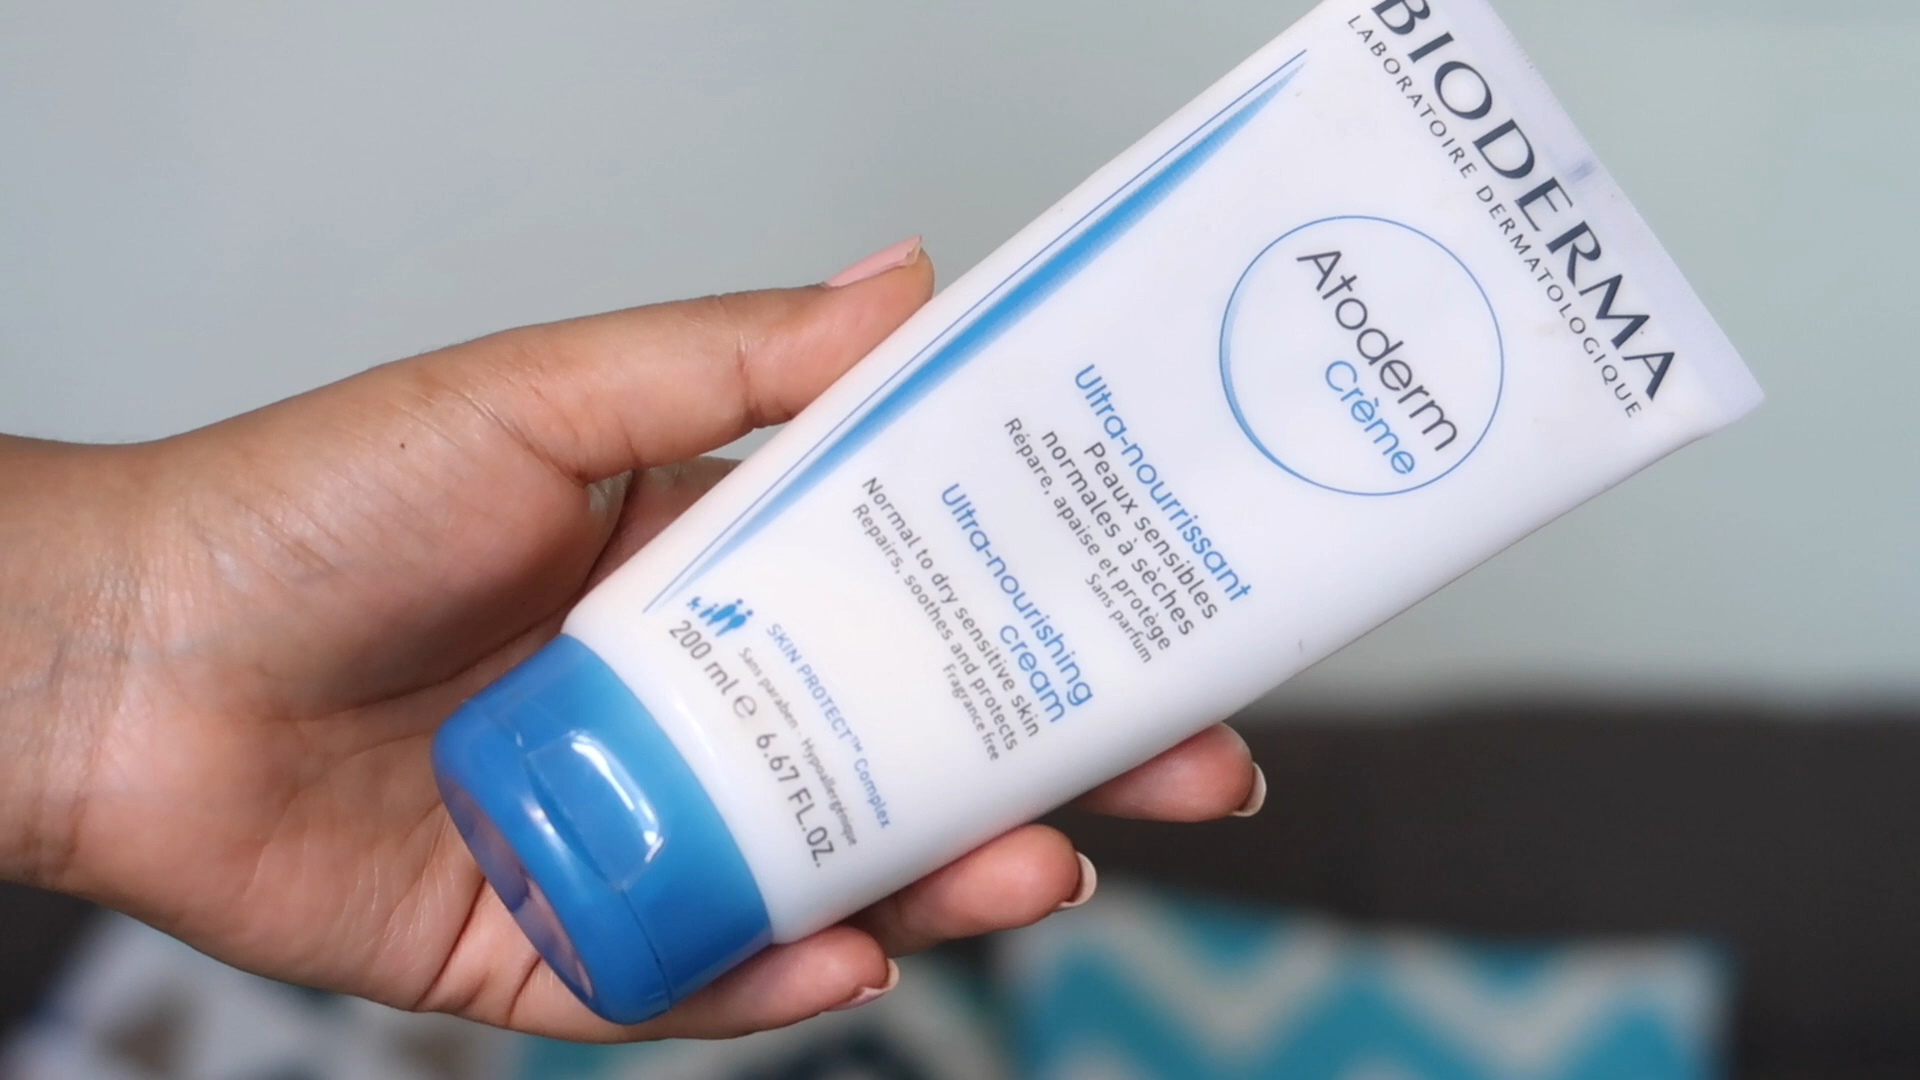 BIODERMA
LABORATOIRE DERMATOLOGIQUE
Atoderm
Crème
Ultra-nourrissant
Peaux sensibles
normales à sèches
Répare, apaise et protège
Sans parfum
Ultra-nourishing
cream
Normal to dry sensitive skin
Repairs, soothes and protects
Fragrance free
SKIN PROTECT™ Complex
Sans paraben - Hypoallergénique
200 ml e 6.67 FL.OZ.